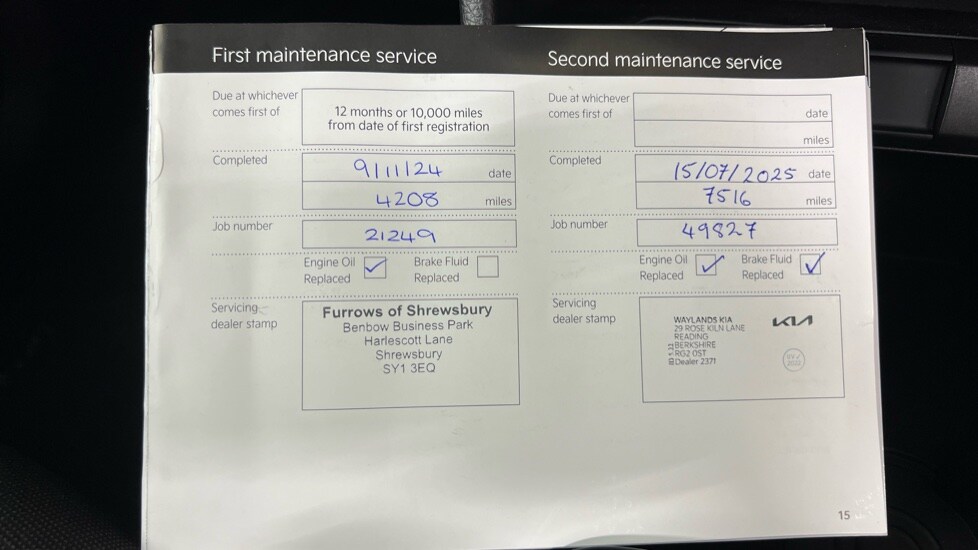 First maintenance service
Due at whichever
comes first of
12 months or 10,000 miles
from date of first registration
Completed
9/11/24 date
4208 miles
Job number
21249
Engine Oil
Replaced
Brake Fluid
Replaced
Servicing
dealer stamp
Furrows of Shrewsbury
Benbow Business Park
Harlescott Lane
Shrewsbury
SY1 3EQ
Second maintenance service
Due at whichever
comes first of
date
miles
Completed
15/07/2025 date
7516 miles
Job number
49827
Engine Oil
Replaced
Brake Fluid
Replaced
Servicing
dealer stamp
WAYLANDS KIA
29 ROSE KILN LANE
READING
BERKSHIRE
RG2 0ST
Dealer 2371
KIA
15